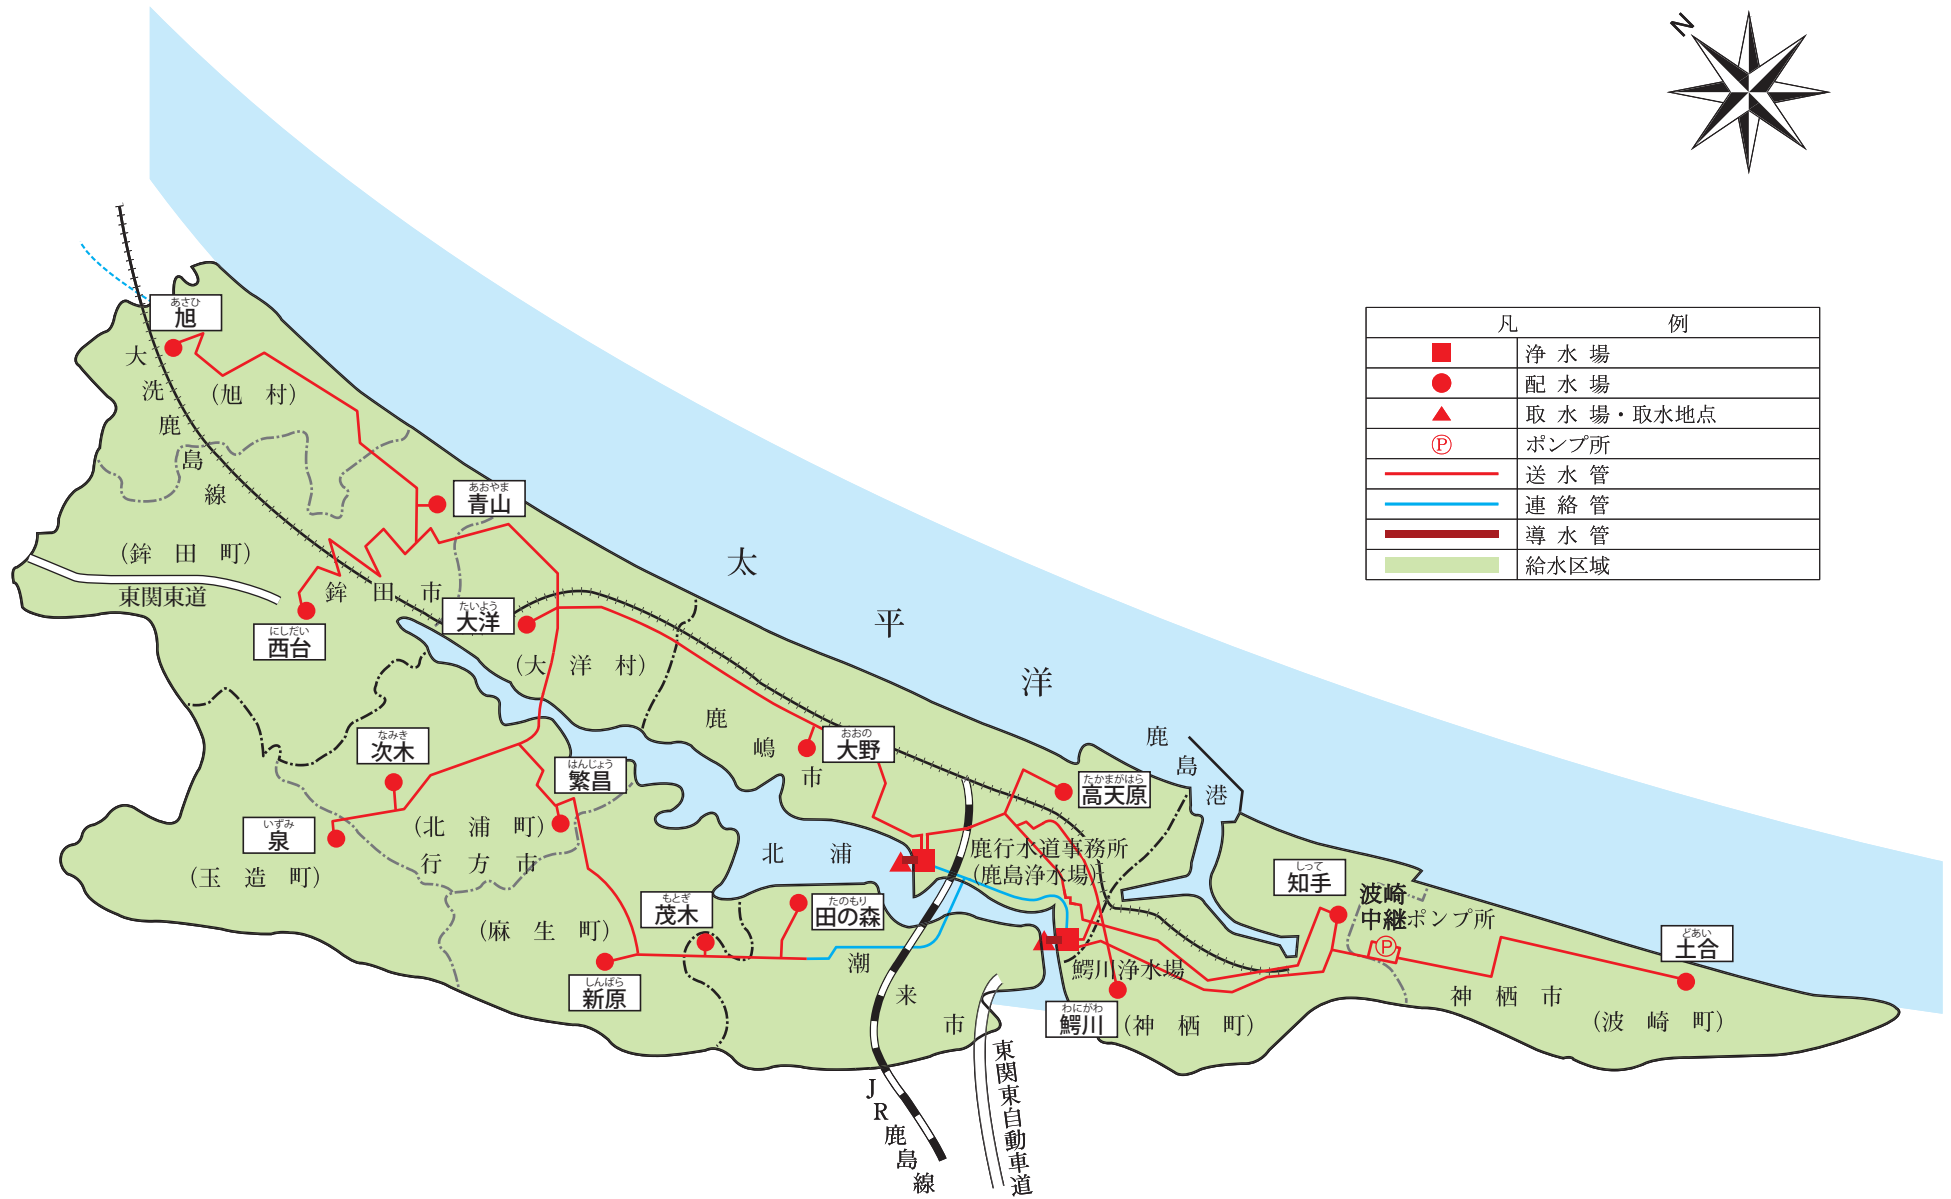 N
凡 例
浄水場
配水場
取水場・取水地点
Ⓟ ポンプ所
送水管
連絡管
導水管
給水区域
あさひ
旭
大洗鹿島線
(旭村)
あおやま
青山
(鉾田町)
東関東道
鉾田市
にしだい
西台
たいよう
大洋
(大洋村)
太平洋
鹿嶋市
おおの
大野
鹿島港
たかまがはら
高天原
なみき
次木
はんじょう
繁昌
いずみ
泉
(北浦町)
行方市
(玉造町)
北浦
鹿行水道事務所
(鹿島浄水場)
しって
知手
波崎
中継ポンプ所
Ⓟ
もとぎ
茂木
たのもり
田の森
(麻生町)
しんばら
新原
潮来市
鰐川浄水場
わにがわ
鰐川
(神栖町)
神栖市
(波崎町)
どあい
土合
JR鹿島線
東関東自動車道